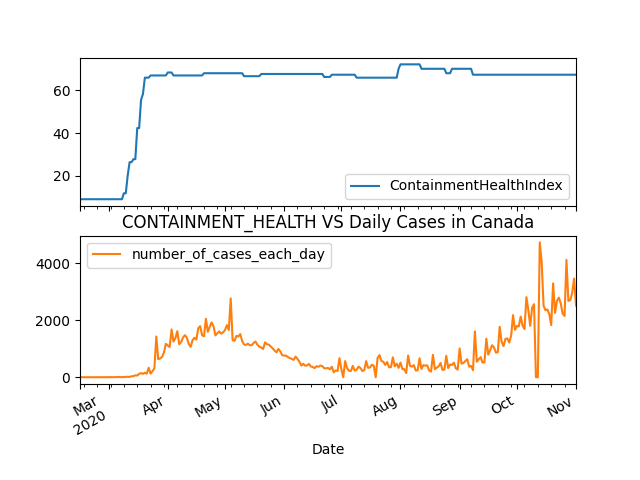 60
40
20
ContainmentHealthIndex
CONTAINMENT_HEALTH VS Daily Cases in Canada
number_of_cases_each_day
4000
2000
0
Mar
2020
Apr
May
Jun
Jul
Aug
Sep
Oct
Nov
Date